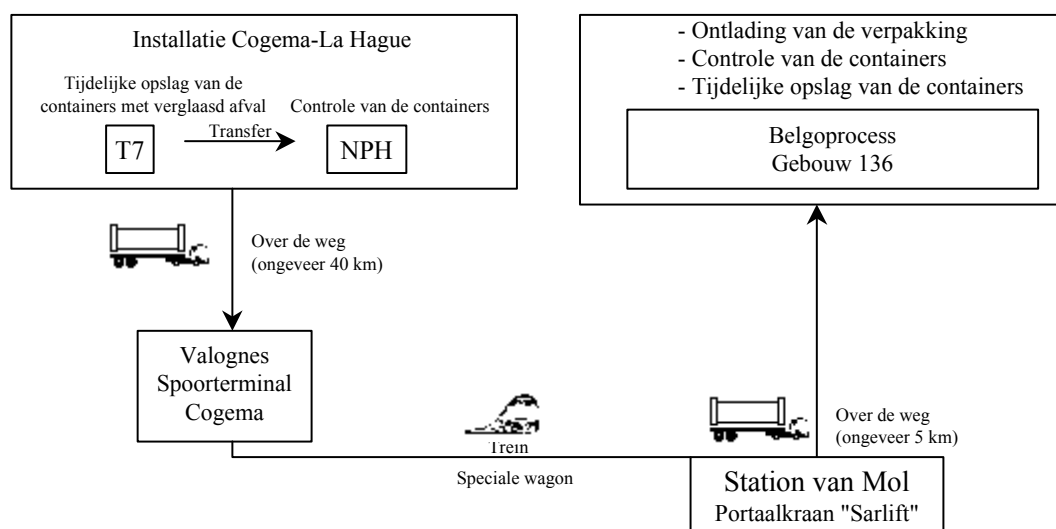 Installatie Cogema-La Hague
Tijdelijke opslag van de
containers met verglaasd afval
Controle van de containers
T7
Transfer
NPH
Over de weg
(ongeveer 40 km)
Valognes
Spoorterminal
Cogema
Trein
Speciale wagon
Station van Mol
Portaalkraan "Sarlift"
Over de weg
(ongeveer 5 km)
- Ontlading van de verpakking
- Controle van de containers
- Tijdelijke opslag van de containers
Belgoprocess
Gebouw 136